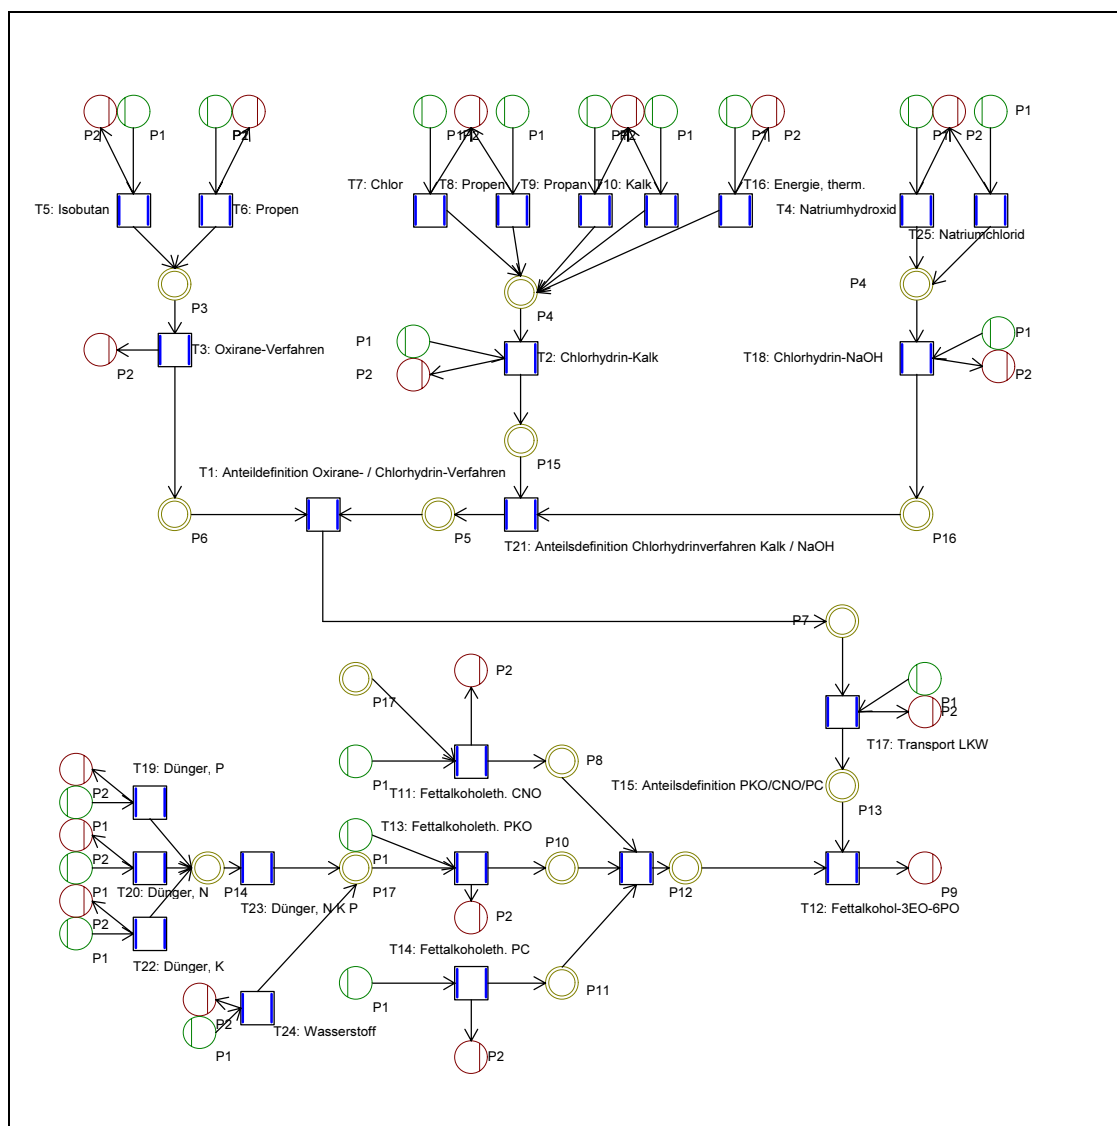 P2
P1
P2
P1
P2
P1
P2
P1
P1
P2
P1
P2
P1
T7: Chlor
T8: Propen
T9: Propan
T10: Kalk
T16: Energie, therm.
T5: Isobutan
T6: Propen
T4: Natriumhydroxid
T25: Natriumchlorid
P3
P4
P4
P2
T3: Oxirane-Verfahren
P1
P2
T2: Chlorhydrin-Kalk
T18: Chlorhydrin-NaOH
P1
P2
P15
T1: Anteildefinition Oxirane- / Chlorhydrin-Verfahren
P6
P5
T21: Anteilsdefinition Chlorhydrinverfahren Kalk / NaOH
P16
P7
P17
P2
P1
P2
T17: Transport LKW
T19: Dünger, P
P2
P1
T11: Fettalkoholeth. CNO
P8
T15: Anteilsdefinition PKO/CNO/PC
P13
P1
P2
T20: Dünger, N
P14
T23: Dünger, N K P
T13: Fettalkoholeth. PKO
P1
P17
P10
P2
P12
P9
T12: Fettalkohol-3EO-6PO
P1
P2
P1
T22: Dünger, K
T14: Fettalkoholeth. PC
P1
P11
P2
P2
P1
T24: Wasserstoff